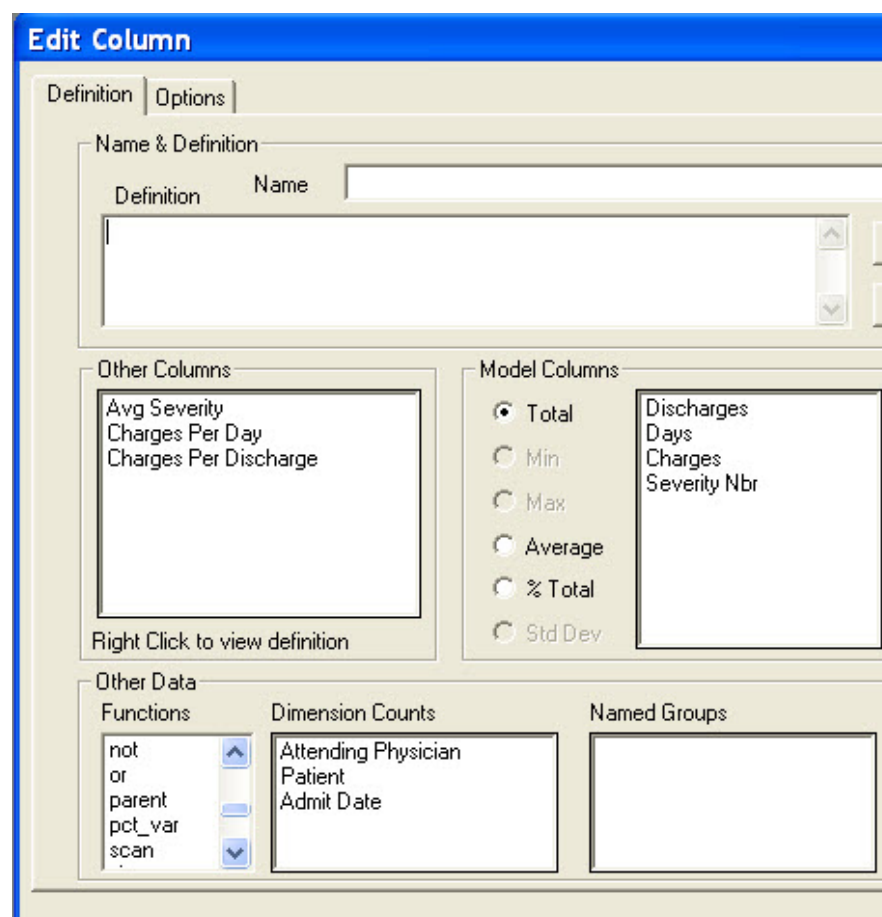 Edit Column
Definition Options
Name & Definition
Definition Name
Other Columns
Avg Severity
Charges Per Day
Charges Per Discharge
Right Click to view definition
Model Columns
Total
Min
Max
Average
% Total
Std Dev
Discharges
Days
Charges
Severity Nbr
Other Data
Functions
not
or
parent
pct_var
scan
Dimension Counts
Attending Physician
Patient
Admit Date
Named Groups